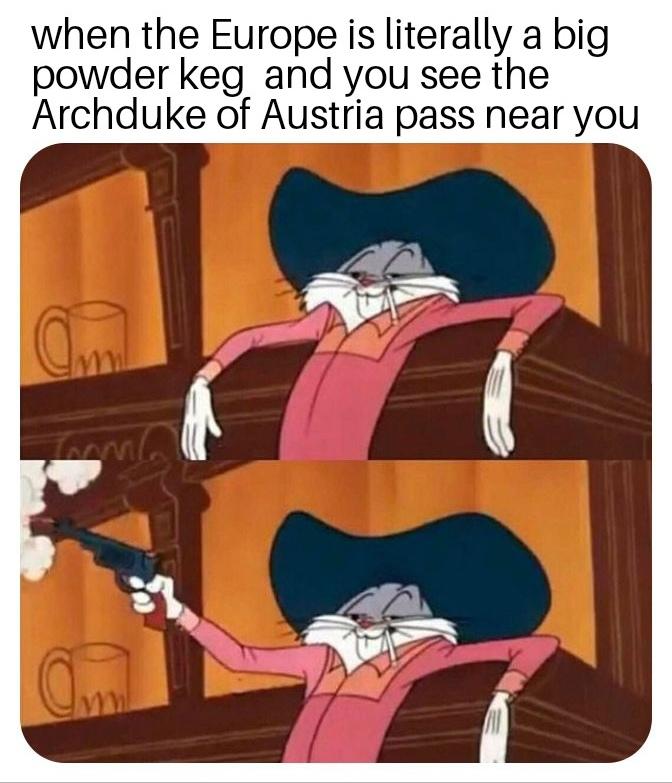 when the Europe is literally a big
powder keg  and you see the
Archduke of Austria pass near you